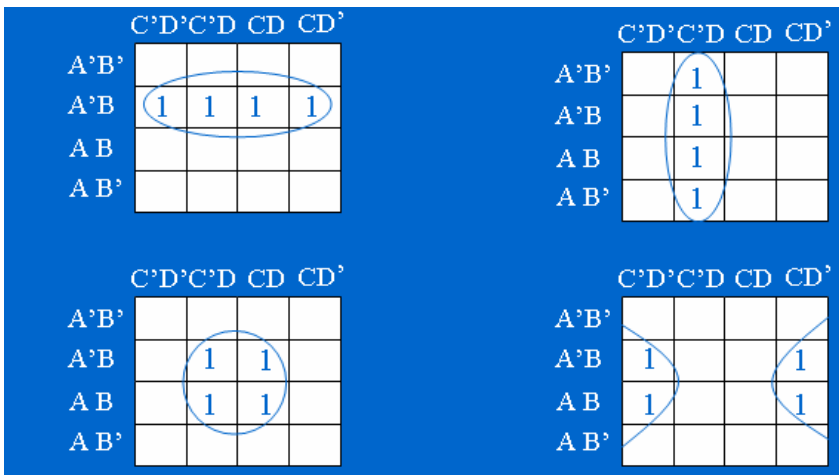 C’D’C’D CD CD’
A’B’
A’B 1 1 1 1
A B
A B’
C’D’C’D CD CD’
A’B’ 1
A’B 1
A B 1
A B’ 1
C’D’C’D CD CD’
A’B’
A’B 1 1
A B 1 1
A B’
C’D’C’D CD CD’
A’B’
A’B 1 1
A B 1 1
A B’